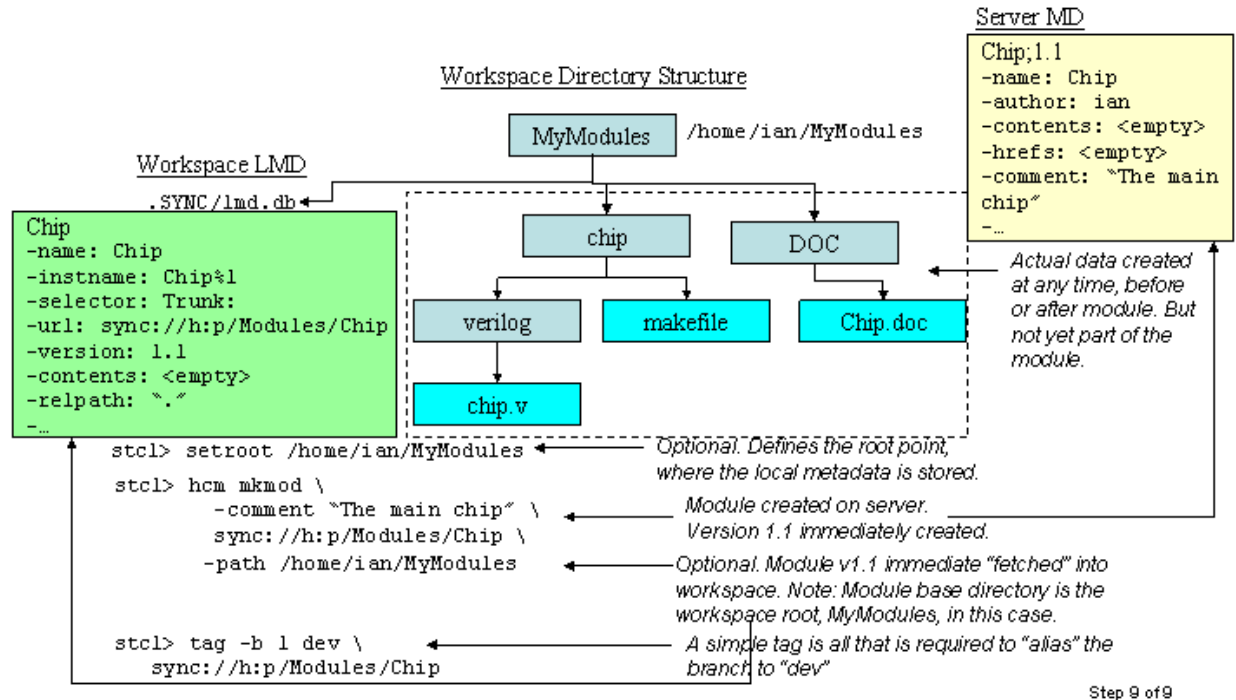 Server MD
Chip;1.1
-name: Chip
-author: ian
-contents: <empty>
-hrefs: <empty>
-comment: “The main
chip”
-…
Workspace Directory Structure
MyModules
/home/ian/MyModules
Workspace LMD
.SYNC/lmd.db
Chip
-name: Chip
-instname: Chip%1
-selector: Trunk:
-url: sync://h:p/Modules/Chip
-version: 1.1
-contents: <empty>
-relpath: “.”
-…
chip
DOC
verilog
makefile
Chip.doc
chip.v
Actual data created
at any time, before
or after module. But
not yet part of the
module.
stcl> setroot /home/ian/MyModules
Optional. Defines the root point,
where the local metadata is stored.
stcl> hcm mkmod \
-comment “The main chip” \
sync://h:p/Modules/Chip \
-path /home/ian/MyModules
Module created on server.
Version 1.1 immediately created.
Optional. Module v1.1 immediate “fetched” into
workspace. Note: Module base directory is the
workspace root, MyModules, in this case.
stcl> tag -b 1 dev \
sync://h:p/Modules/Chip
A simple tag is all that is required to “alias” the
branch to “dev”
Step 9 of 9